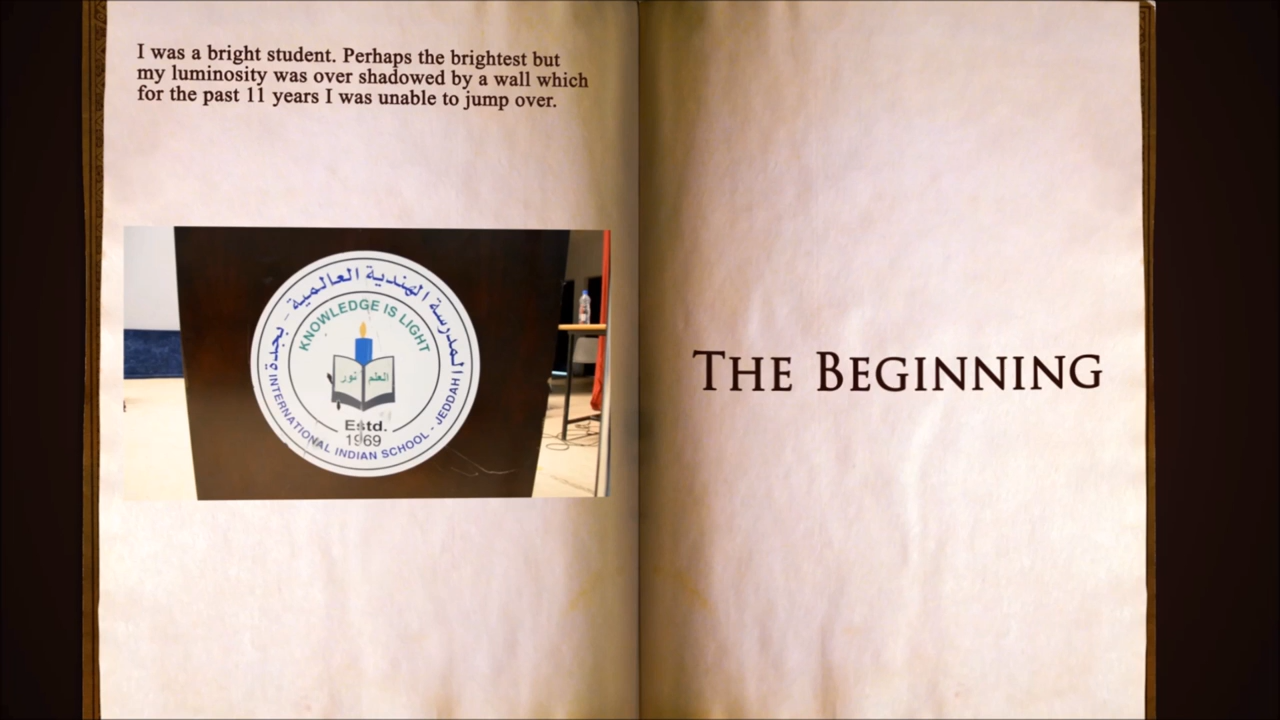 I was a bright student. Perhaps the brightest but
my luminosity was over shadowed by a wall which
for the past 11 years I was unable to jump over.
المدرسة الهندية العالمية - بجدة
KNOWLEDGE IS LIGHT
العلم نور
Estd.
1969
INTERNATIONAL INDIAN SCHOOL - JEDDAH
THE BEGINNING